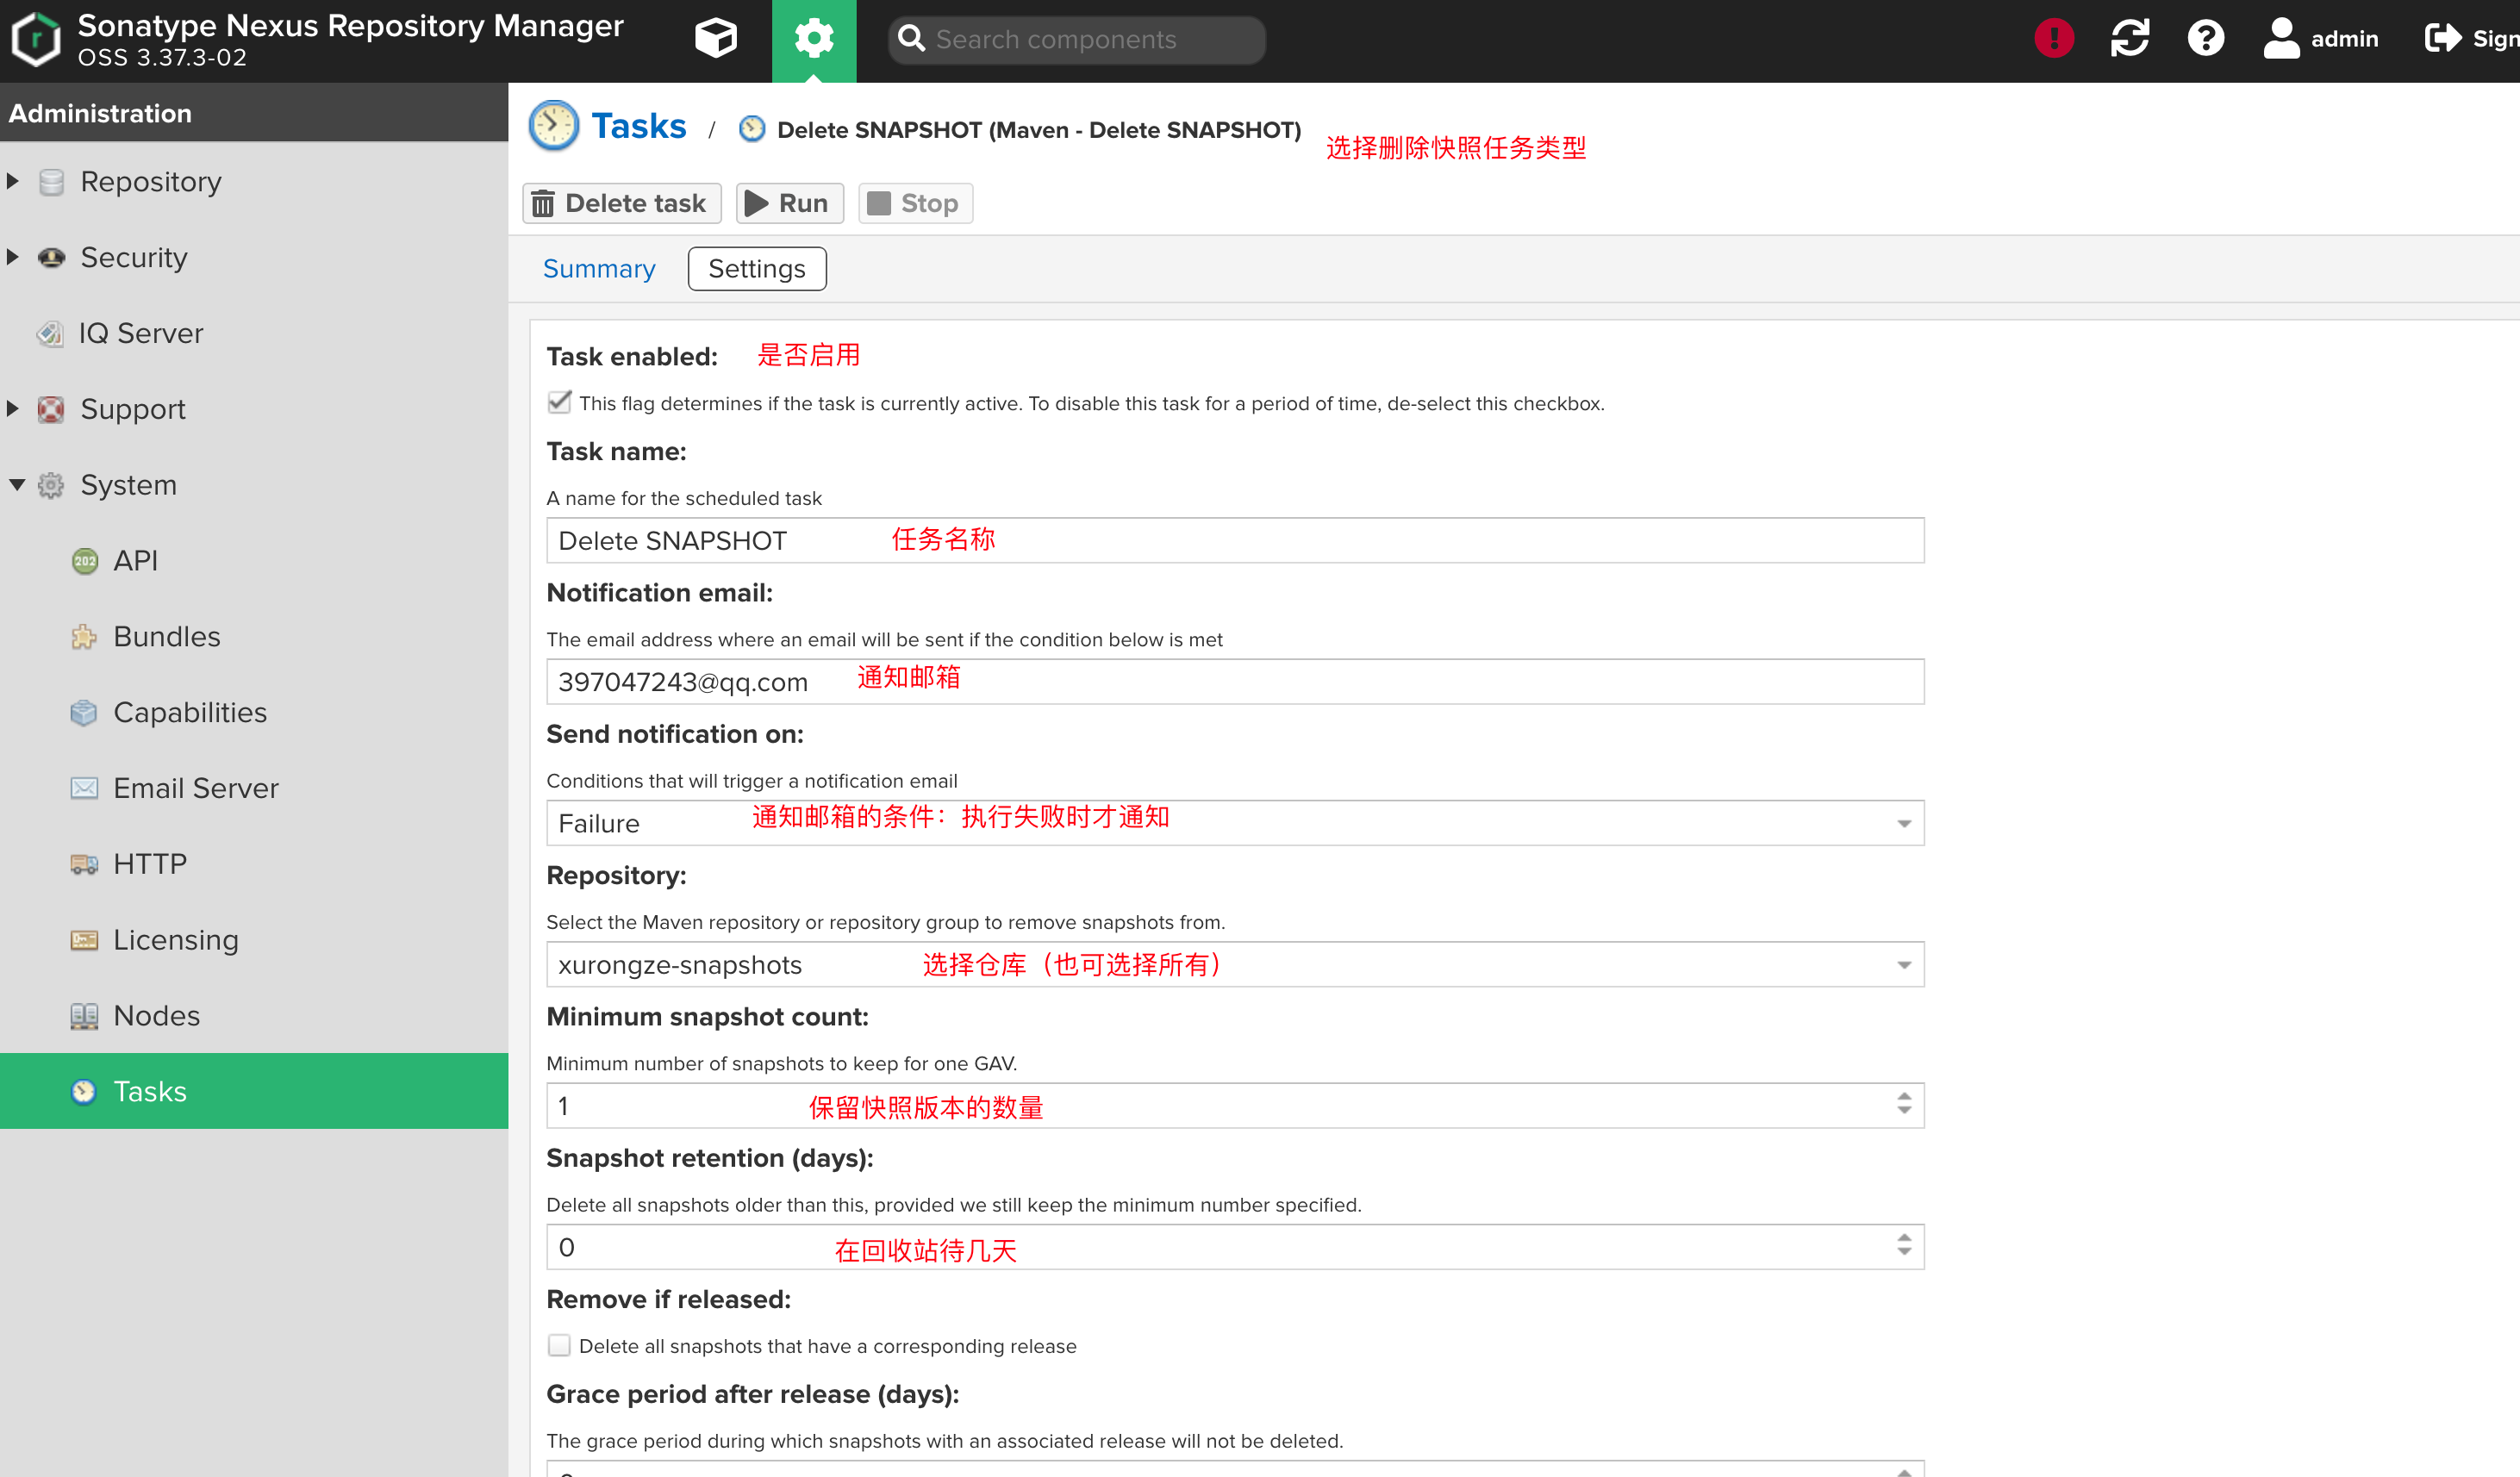 Sonatype Nexus Repository Manager
OSS 3.37.3-02
Search components
admin
Sign
Administration
Repository
Security
IQ Server
Support
System
API
Bundles
Capabilities
Email Server
HTTP
Licensing
Nodes
Tasks
Tasks / Delete SNAPSHOT (Maven - Delete SNAPSHOT) 选择删除快照任务类型
Delete task Run Stop
Summary Settings
Task enabled: 是否启用
This flag determines if the task is currently active. To disable this task for a period of time, de-select this checkbox.
Task name:
A name for the scheduled task
Delete SNAPSHOT 任务名称
Notification email:
The email address where an email will be sent if the condition below is met
397047243@qq.com 通知邮箱
Send notification on:
Conditions that will trigger a notification email
Failure 通知邮箱的条件：执行失败时才通知
Repository:
Select the Maven repository or repository group to remove snapshots from.
xurongze-snapshots 选择仓库（也可选择所有）
Minimum snapshot count:
Minimum number of snapshots to keep for one GAV.
1 保留快照版本的数量
Snapshot retention (days):
Delete all snapshots older than this, provided we still keep the minimum number specified.
0 在回收站待几天
Remove if released:
Delete all snapshots that have a corresponding release
Grace period after release (days):
The grace period during which snapshots with an associated release will not be deleted.